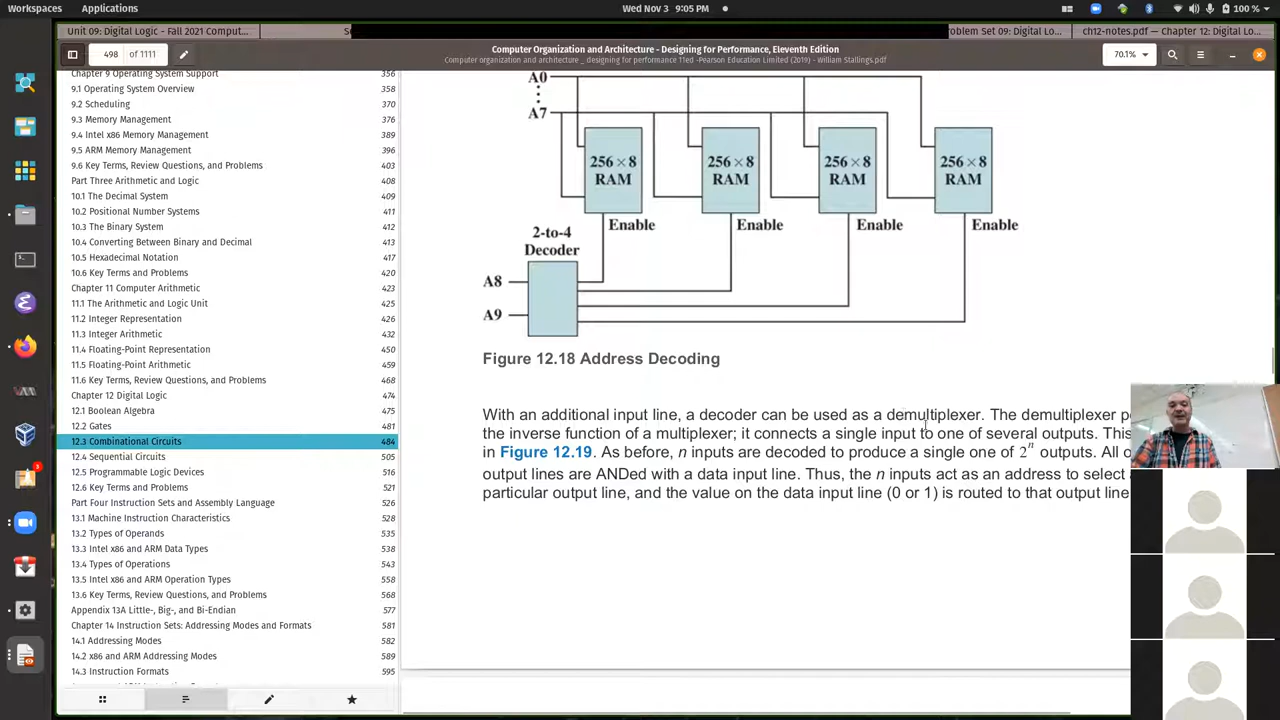 Workspaces Applications Wed Nov 3 9:05 PM 100 %
Unit 09: Digital Logic - Fall 2021 Comput… oblem Set 09: Digital Lo… ch12-notes.pdf — Chapter 12: Digital Lo…
498 of 1111 Computer Organization and Architecture - Designing for Performance, Eleventh Edition 70.1%
Computer organization and architecture _ designing for performance 11ed -Pearson Education Limited (2019) - William Stallings.pdf
Chapter 9 Operating System Support 356
9.1 Operating System Overview 358
9.2 Scheduling 370
9.3 Memory Management 376
9.4 Intel x86 Memory Management 389
9.5 ARM Memory Management 396
9.6 Key Terms, Review Questions, and Problems 403
Part Three Arithmetic and Logic 408
10.1 The Decimal System 409
10.2 Positional Number Systems 411
10.3 The Binary System 412
10.4 Converting Between Binary and Decimal 413
10.5 Hexadecimal Notation 417
10.6 Key Terms and Problems 420
Chapter 11 Computer Arithmetic 423
11.1 The Arithmetic and Logic Unit 425
11.2 Integer Representation 426
11.3 Integer Arithmetic 432
11.4 Floating-Point Representation 450
11.5 Floating-Point Arithmetic 459
11.6 Key Terms, Review Questions, and Problems 468
Chapter 12 Digital Logic 474
12.1 Boolean Algebra 475
12.2 Gates 481
12.3 Combinational Circuits 484
12.4 Sequential Circuits 505
12.5 Programmable Logic Devices 516
12.6 Key Terms and Problems 521
Part Four Instruction Sets and Assembly Language 526
13.1 Machine Instruction Characteristics 528
13.2 Types of Operands 535
13.3 Intel x86 and ARM Data Types 538
13.4 Types of Operations 543
13.5 Intel x86 and ARM Operation Types 558
13.6 Key Terms, Review Questions, and Problems 568
Appendix 13A Little-, Big-, and Bi-Endian 577
Chapter 14 Instruction Sets: Addressing Modes and Formats 581
14.1 Addressing Modes 582
14.2 x86 and ARM Addressing Modes 589
14.3 Instruction Formats 595
A0
A7
256 × 8 256 × 8 256 × 8 256 × 8
RAM RAM RAM RAM
Enable Enable Enable Enable
2-to-4
Decoder
A8
A9
Figure 12.18 Address Decoding
With an additional input line, a decoder can be used as a demultiplexer. The demultiplexer pe
the inverse function of a multiplexer; it connects a single input to one of several outputs. This
in Figure 12.19. As before, n inputs are decoded to produce a single one of 2ⁿ outputs. All o
output lines are ANDed with a data input line. Thus, the n inputs act as an address to select
particular output line, and the value on the data input line (0 or 1) is routed to that output line